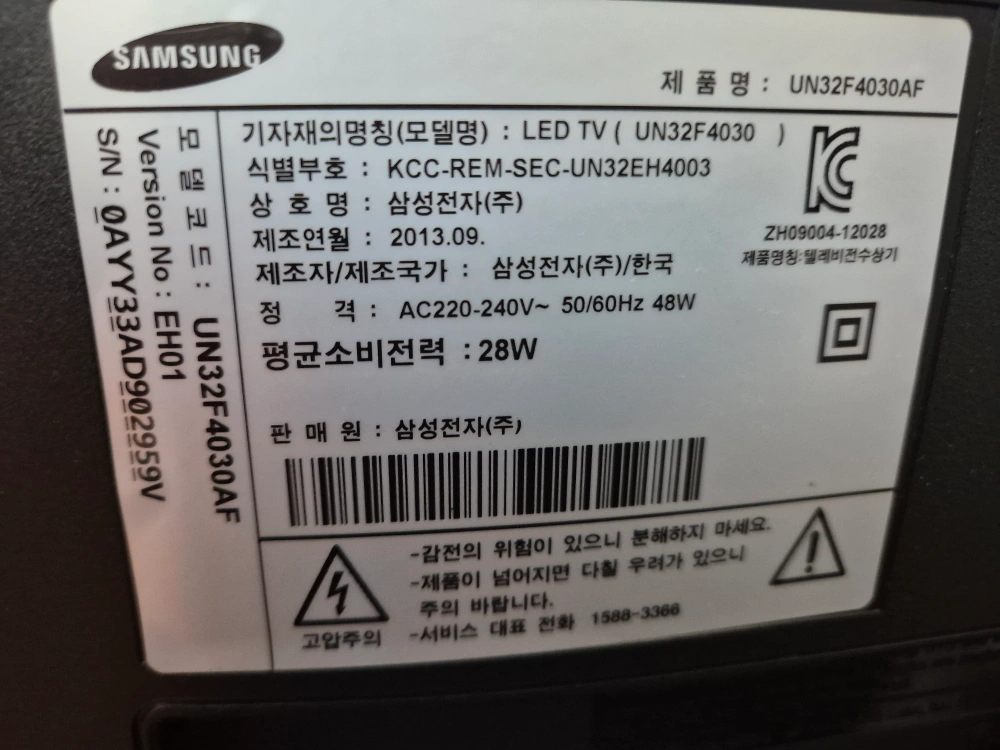 SAMSUNG
제 품 명 : UN32F4030AF
모 델 코 드 : UN32F4030AF
Version No : EH01
S/N : 0AYY33AD902959V
기자재의명칭(모델명) : LED TV ( UN32F4030 )
식별부호 : KCC-REM-SEC-UN32EH4003
상 호 명 : 삼성전자(주)
제조연월 : 2013.09.
제조자/제조국가 : 삼성전자(주)/한국
정 격 : AC220-240V~ 50/60Hz 48W
평균소비전력 : 28W
판 매 원 : 삼성전자(주)
ZH09004-12028
제품명칭:텔레비전수상기
고압주의
-감전의 위험이 있으니 분해하지 마세요.
-제품이 넘어지면 다칠 우려가 있으니
주의 바랍니다.
-서비스 대표 전화 1588-3366